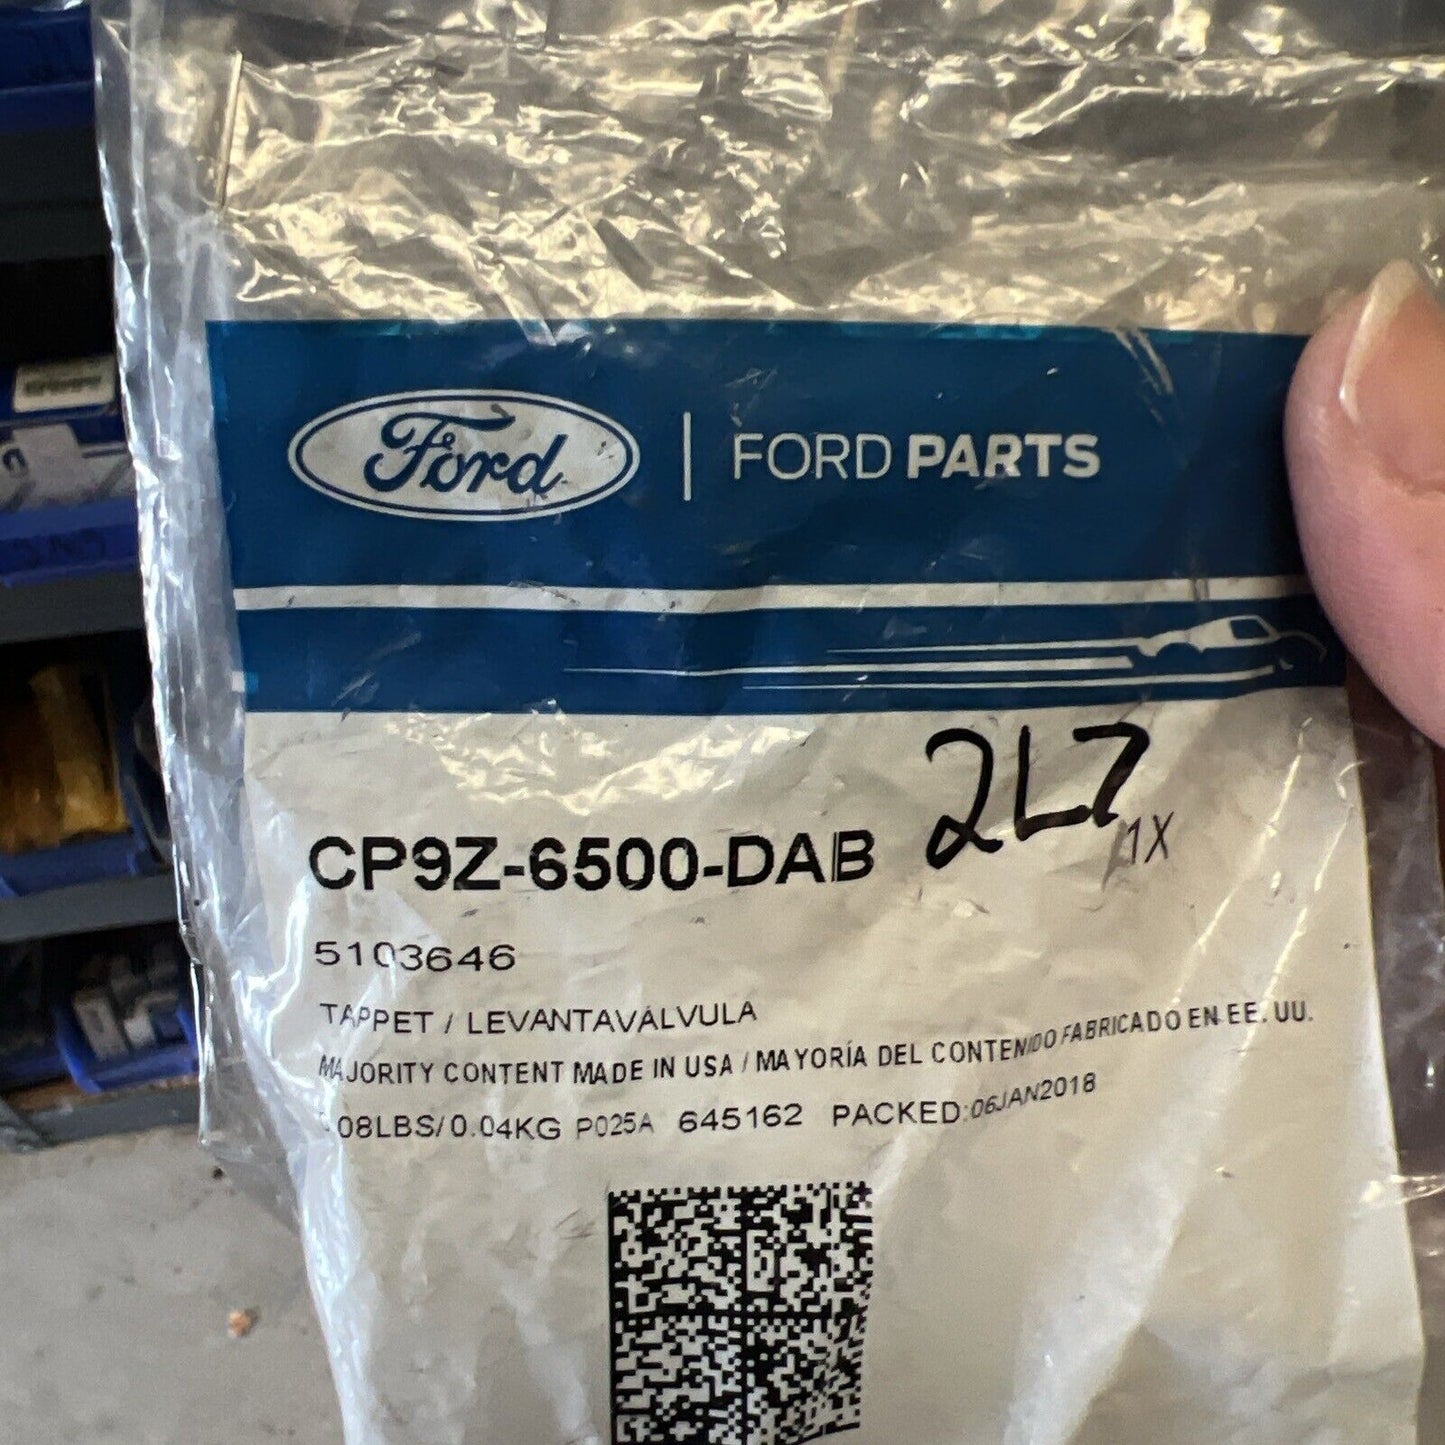 Ford | FORD PARTS
2L7
CP9Z-6500-DAB 1X
5103646
TAPPET / LEVANTAVÁLVULA
MAJORITY CONTENT MADE IN USA / MAYORÍA DEL CONTENIDO FABRICADO EN EE. UU.
.08LBS/0.04KG P025A 645162 PACKED:06JAN2018